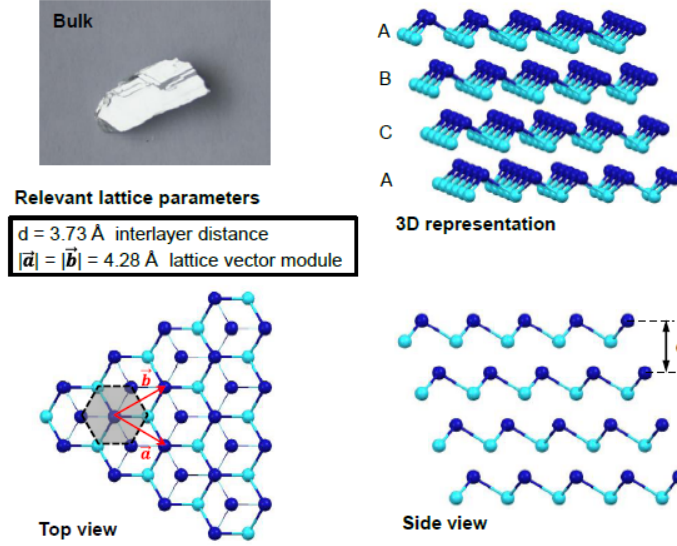 Bulk
A
B
C
A
3D representation
Relevant lattice parameters
d = 3.73 Å interlayer distance
|a⃗| = |b⃗| = 4.28 Å lattice vector module
b⃗
a⃗
Top view
Side view